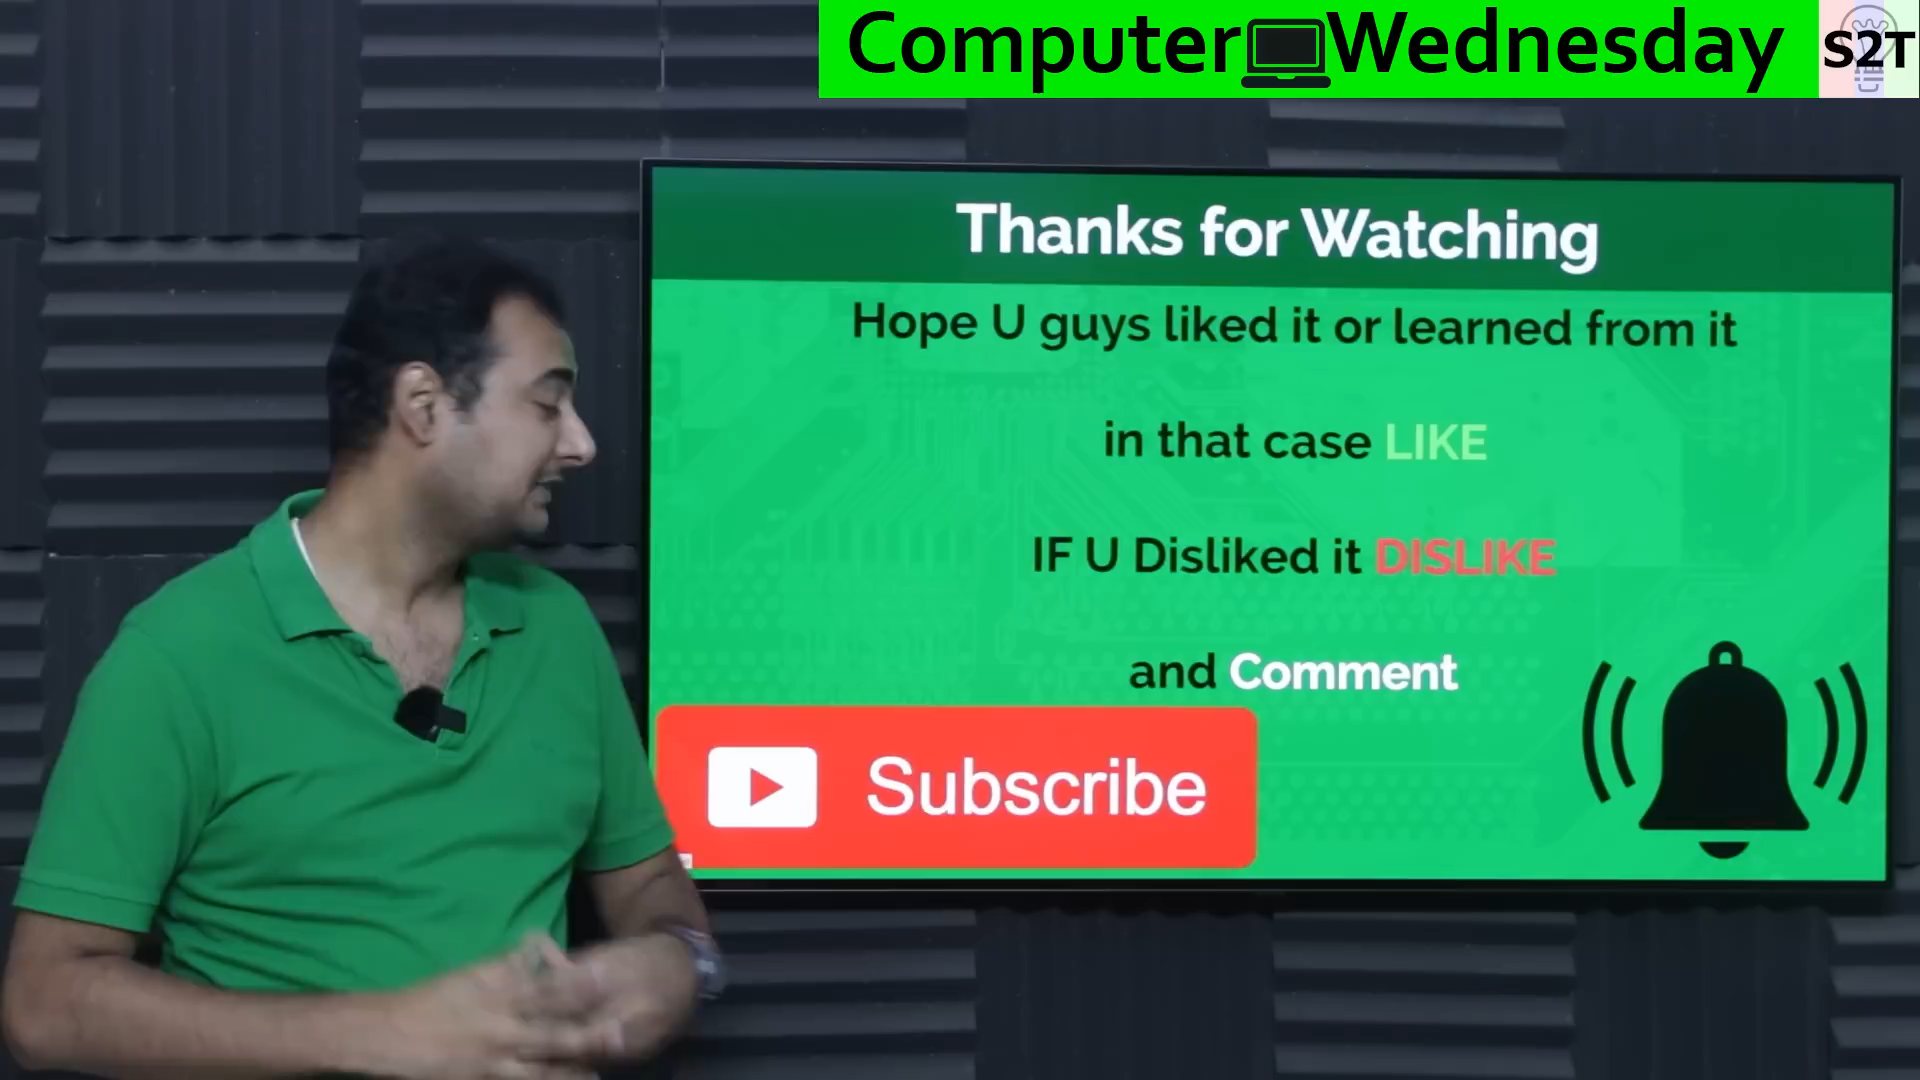 Computer Wednesday S2T
Thanks for Watching
Hope U guys liked it or learned from it
in that case LIKE
IF U Disliked it DISLIKE
and Comment
Subscribe